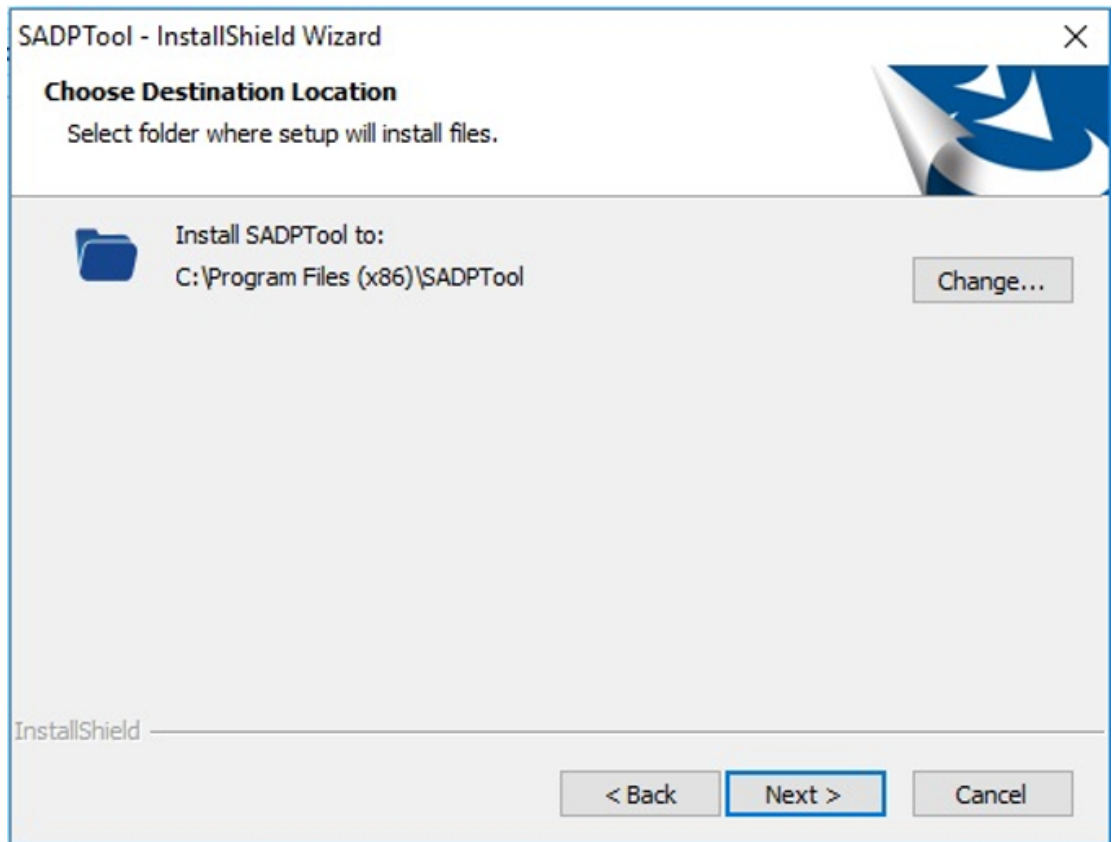 SADPTool - InstallShield Wizard
Choose Destination Location
Select folder where setup will install files.
Install SADPTool to:
C:\Program Files (x86)\SADPTool
Change...
InstallShield
< Back
Next >
Cancel